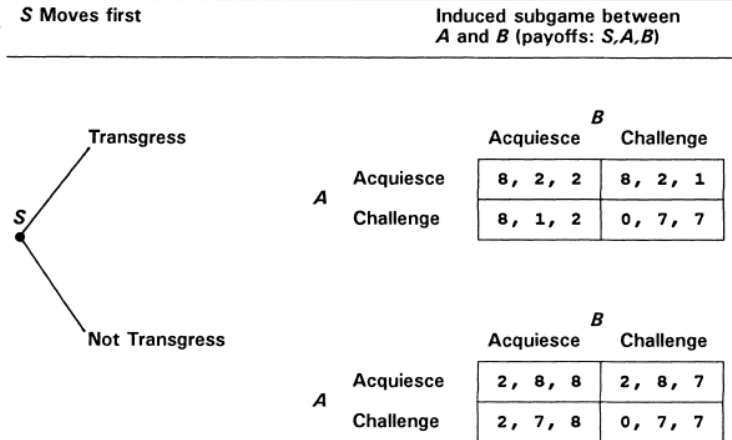 S Moves first Induced subgame between
A and B (payoffs: S,A,B)
B
Transgress Acquiesce Challenge
Acquiesce 8, 2, 2 8, 2, 1
A
Challenge 8, 1, 2 0, 7, 7
S
B
Not Transgress Acquiesce Challenge
Acquiesce 2, 8, 8 2, 8, 7
A
Challenge 2, 7, 8 0, 7, 7